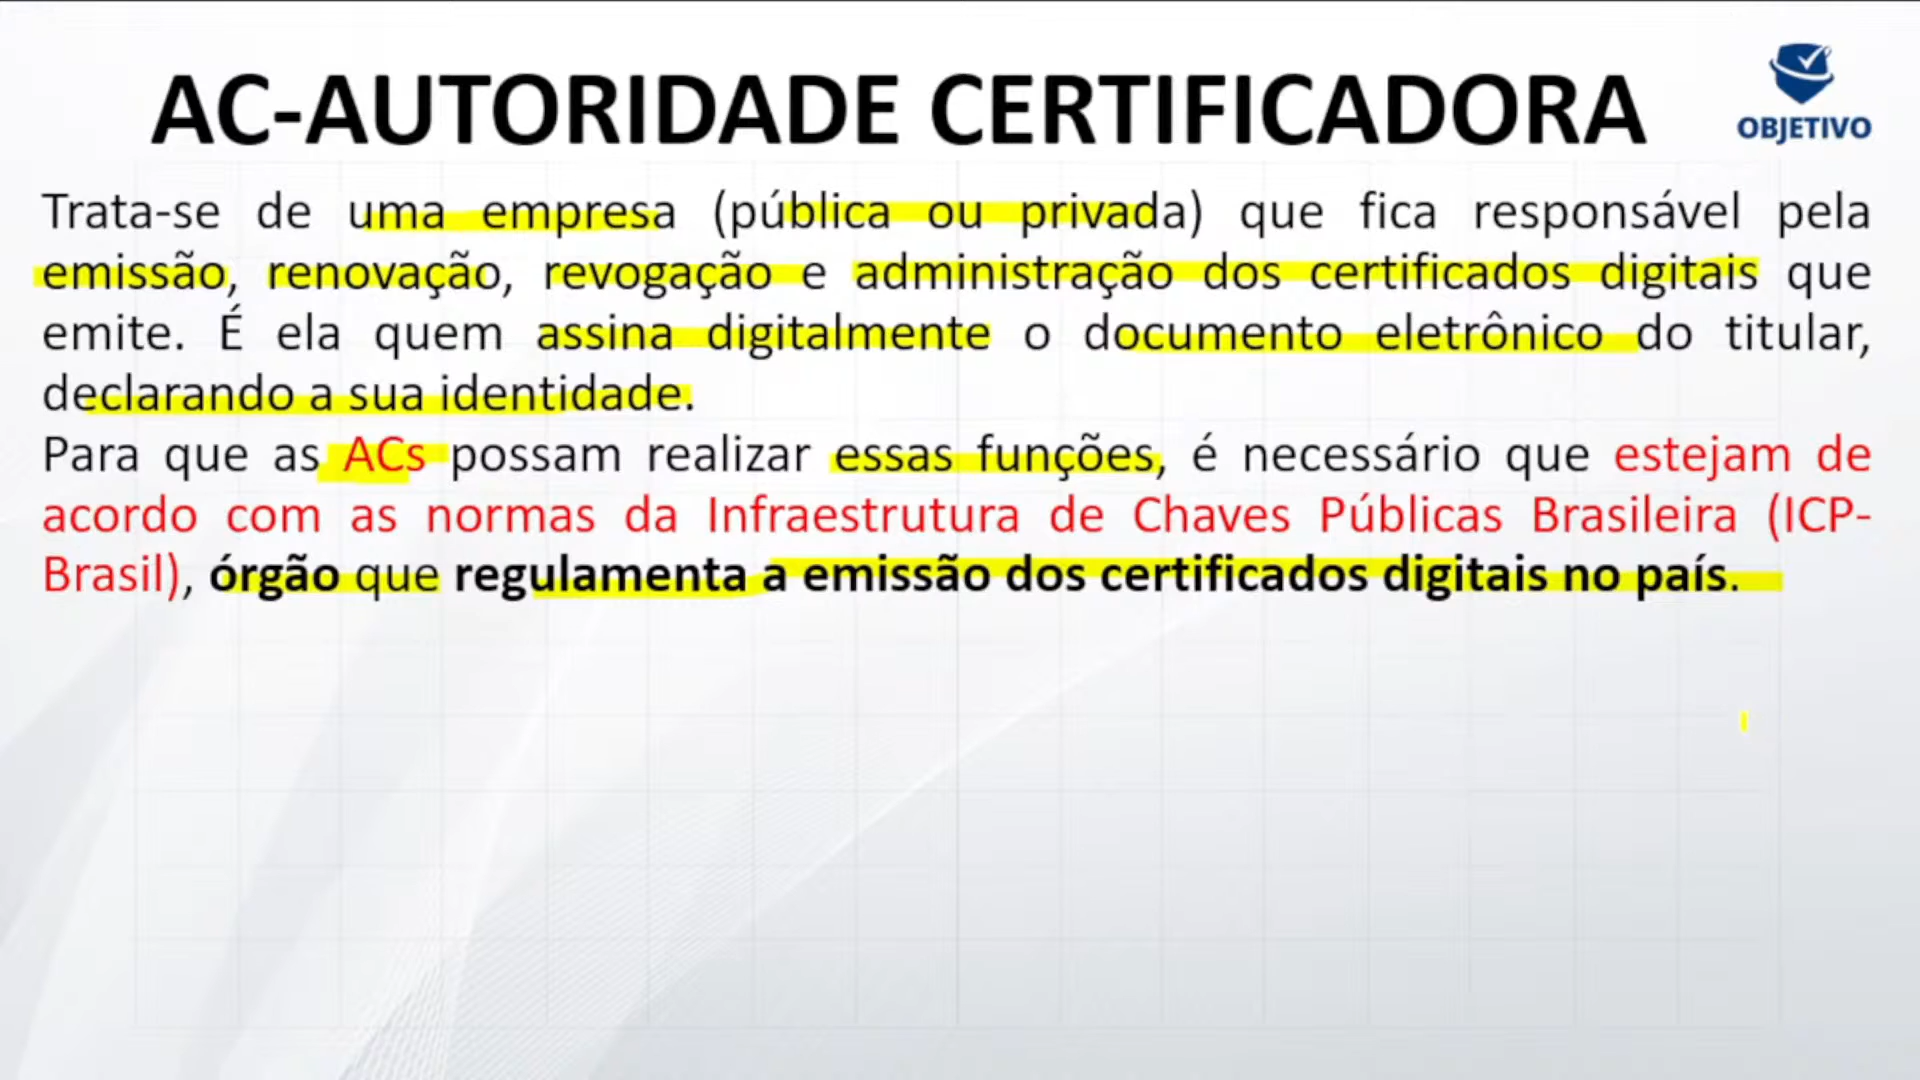 AC-AUTORIDADE CERTIFICADORA
OBJETIVO
Trata-se de uma empresa (pública ou privada) que fica responsável pela
emissão, renovação, revogação e administração dos certificados digitais que
emite. É ela quem assina digitalmente o documento eletrônico do titular,
declarando a sua identidade.
Para que as ACs possam realizar essas funções, é necessário que estejam de
acordo com as normas da Infraestrutura de Chaves Públicas Brasileira (ICP-
Brasil), órgão que regulamenta a emissão dos certificados digitais no país.